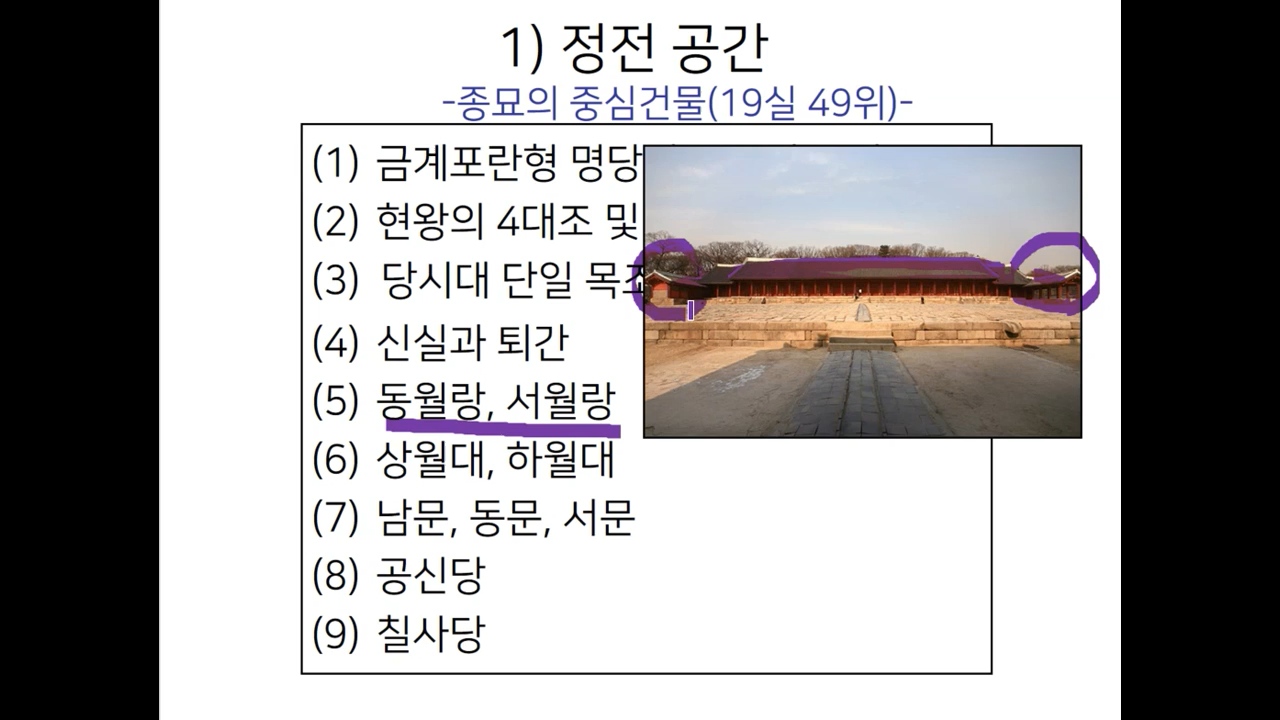 1) 정전 공간
-종묘의 중심건물(19실 49위)-
(1) 금계포란형 명당
(2) 현왕의 4대조 및
(3) 당시대 단일
(4) 신실과 퇴간
(5) 동월랑, 서월랑
(6) 상월대, 하월대
(7) 남문, 동문, 서문
(8) 공신당
(9) 칠사당